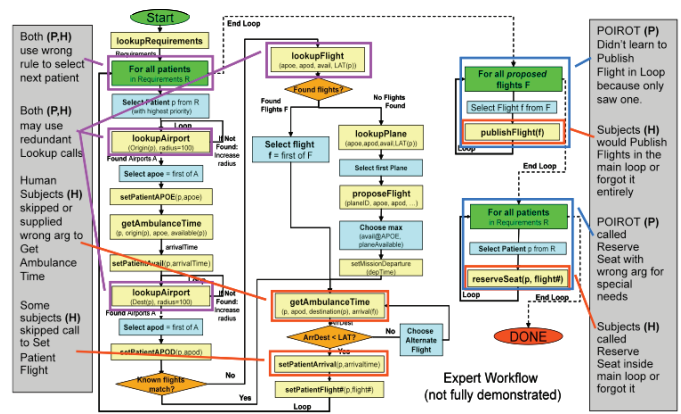 Both (P,H)
use wrong
rule to select
next patient
Both (P,H)
may use
redundant
Lookup calls
Human
Subjects (H)
skipped or
supplied
wrong arg to
Get
Ambulance
Time
Some
subjects (H)
skipped call
to Set
Patient
Flight
Start
lookupRequirements
Requirements
For all patients
in Requirements R
Select Patient p from R
(with highest priority)
Loop
lookupAirport
(Origin(p), radius=100)
If Not
Found:
Increase
radius
Found Airports A
Select apoe = first of A
setPatientAPOE(p,apoe)
getAmbulanceTime
(p, origin(p), apoe, available(p))
arrivalTime
setPatientAvail(p,arrivalTime)
Loop
lookupAirport
(Dest(p), radius=100)
If Not
Found:
Increase
radius
Found Airports A
Select apod = first of A
setPatientAPOD(p,apod)
Known flights
match?
No
Yes
End Loop
lookupFlight
(apoe, apod, avail, LAT(p))
Found flights?
Found
Flights F
No Flights
Found
Select flight
f = first of F
lookupPlane
(apoe,apod,avail,LAT(p))
Select first Plane
proposeFlight
(planeID, apoe, apod, ...)
Choose max
(avail@APOE,
planeAvailable)
setMissionDeparture
(depTime)
getAmbulanceTime
(p, apod, destination(p), arrival(f))
ArrDest
ArrDest < LAT?
No
Choose
Alternate
Flight
Yes
setPatientArrival(p,arrivaltime)
setPatientFlight#(p,flight#)
Loop
For all proposed
flights F
Select Flight f from F
publishFlight(f)
Loop
End Loop
For all patients
in Requirements R
Select Patient p from R
reserveSeat(p, flight#)
Loop
End Loop
DONE
Expert Workflow
(not fully demonstrated)
POIROT (P)
Didn't learn to
Publish
Flight in Loop
because only
saw one.
Subjects (H)
would Publish
Flights in the
main loop or
forgot it
entirely
POIROT (P)
called
Reserve
Seat with
wrong arg for
special
needs
Subjects (H)
called
Reserve
Seat inside
main loop or
forgot it